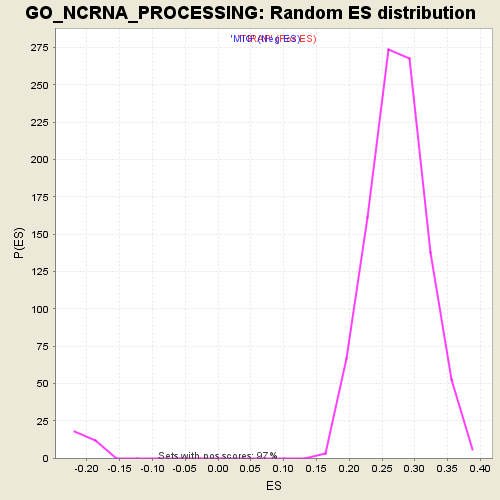 GO_NCRNA_PROCESSING: Random ES distribution
275
250
225
200
175
150
125
100
75
50
25
0
P(ES)
Sets with pos scores: 97%
-0.20 -0.15 -0.10 -0.05 0.00 0.05 0.10 0.15 0.20 0.25 0.30 0.35 0.40
ES